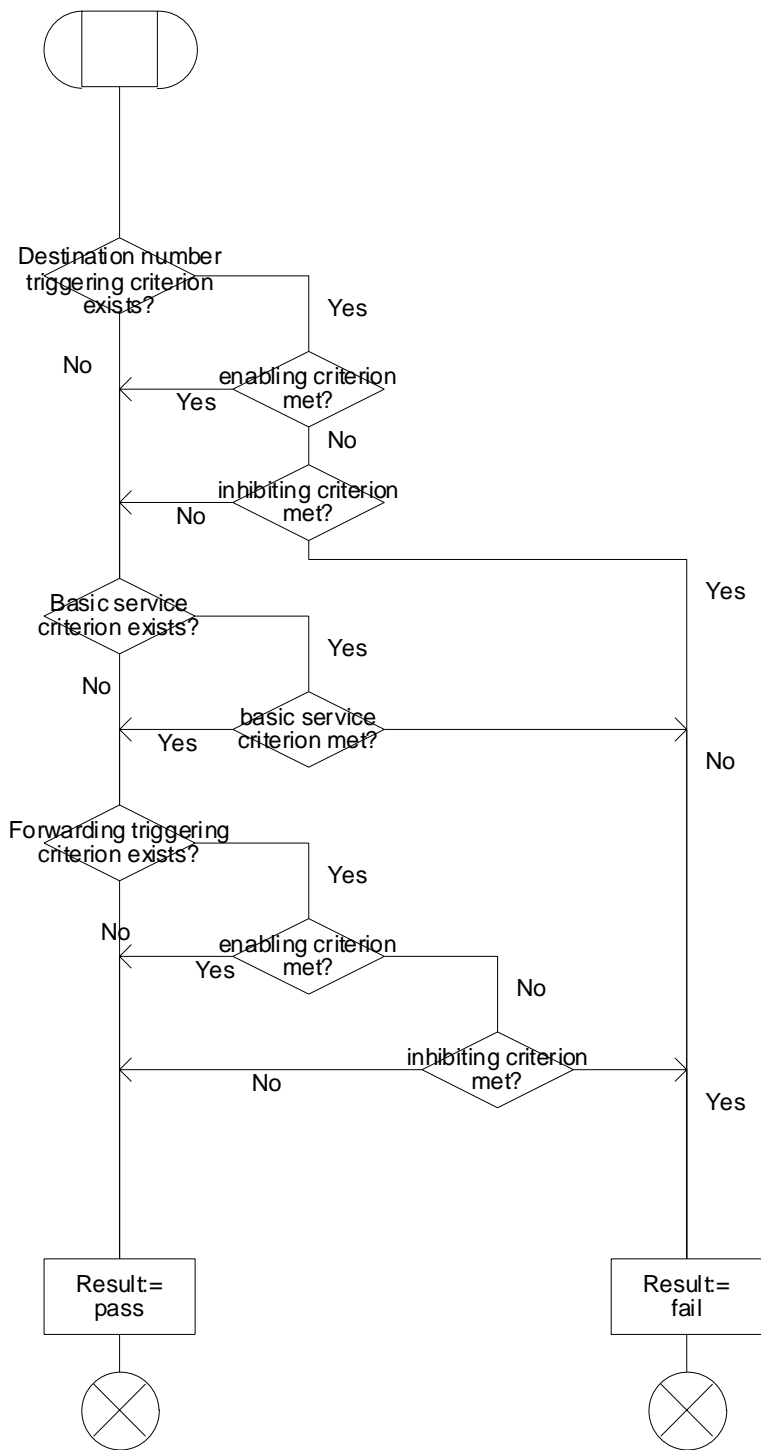 Destination number
triggering criterion
exists?
Yes
No
enabling criterion
met?
Yes
No
inhibiting criterion
met?
No
Yes
Basic service
criterion exists?
Yes
No
basic service
criterion met?
Yes
No
Forwarding triggering
criterion exists?
Yes
No
enabling criterion
met?
Yes
No
inhibiting criterion
met?
No
Yes
Result:=
pass
Result:=
fail